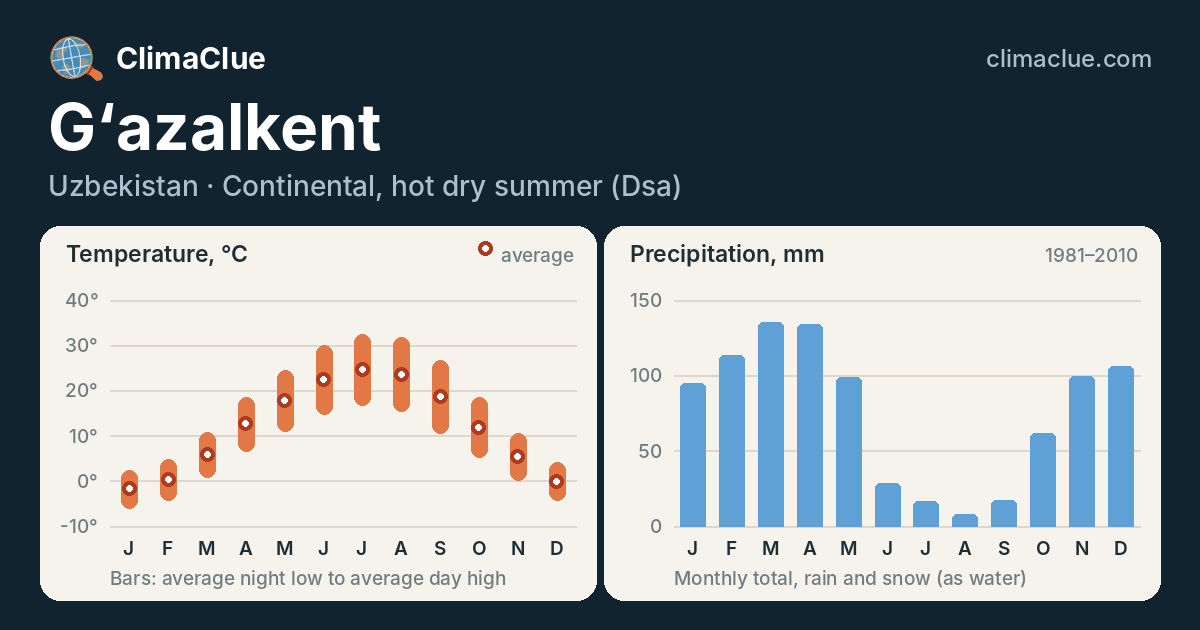 ClimaClue
climaclue.com
G‘azalkent
Uzbekistan · Continental, hot dry summer (Dsa)
Temperature, °C
average
40°
30°
20°
10°
0°
-10°
J F M A M J J A S O N D
Bars: average night low to average day high
Precipitation, mm
1981–2010
150
100
50
0
J F M A M J J A S O N D
Monthly total, rain and snow (as water)